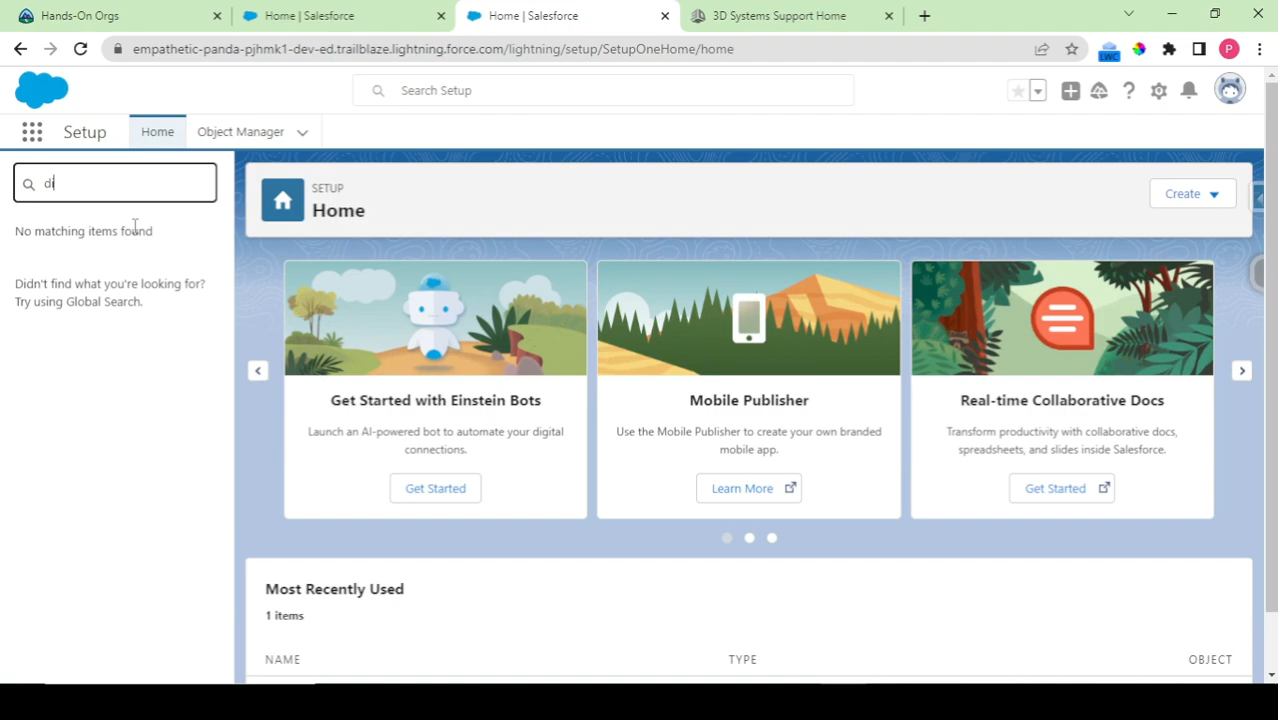 Hands-On Orgs
Home | Salesforce
Home | Salesforce
3D Systems Support Home
empathetic-panda-pjhmk1-dev-ed.trailblaze.lightning.force.com/lightning/setup/SetupOneHome/home
LWC
P
Search Setup
Setup
Home
Object Manager
di
No matching items found
Didn't find what you're looking for?
Try using Global Search.
SETUP
Home
Create
Get Started with Einstein Bots
Launch an AI-powered bot to automate your digital
connections.
Get Started
Mobile Publisher
Use the Mobile Publisher to create your own branded
mobile app.
Learn More
Real-time Collaborative Docs
Transform productivity with collaborative docs,
spreadsheets, and slides inside Salesforce.
Get Started
Most Recently Used
1 items
NAME
TYPE
OBJECT